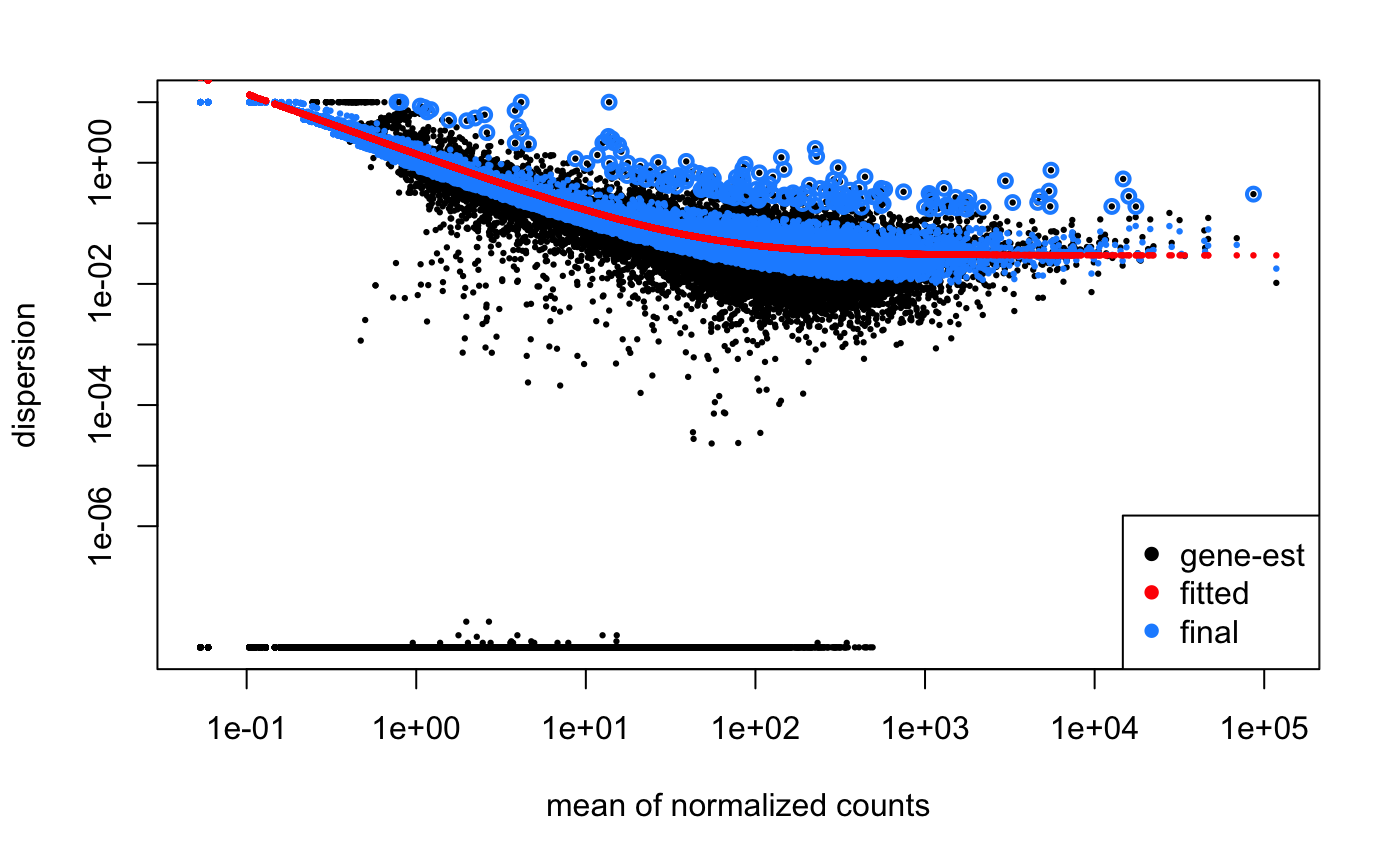 dispersion
1e+00
1e-02
1e-04
1e-06
gene-est
fitted
final
1e-01 1e+00 1e+01 1e+02 1e+03 1e+04 1e+05
mean of normalized counts